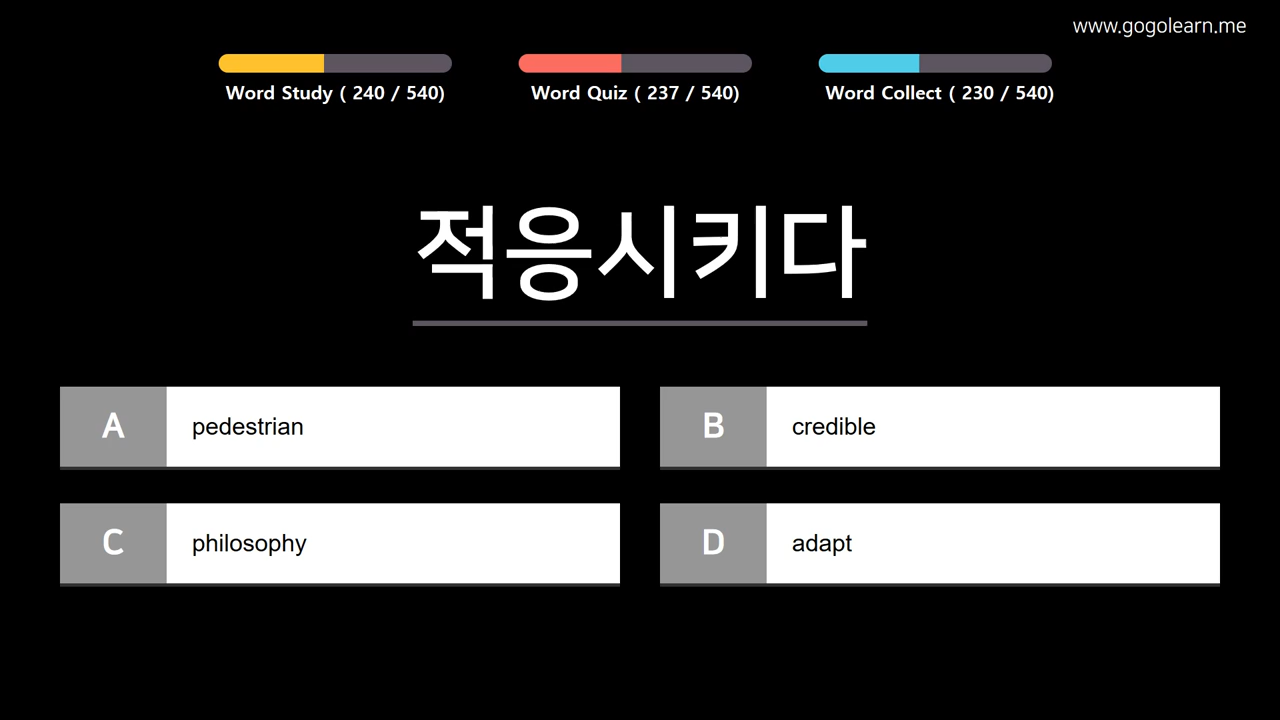 www.gogolearn.me
Word Study ( 240 / 540)
Word Quiz ( 237 / 540)
Word Collect ( 230 / 540)
적응시키다
A pedestrian
B credible
C philosophy
D adapt